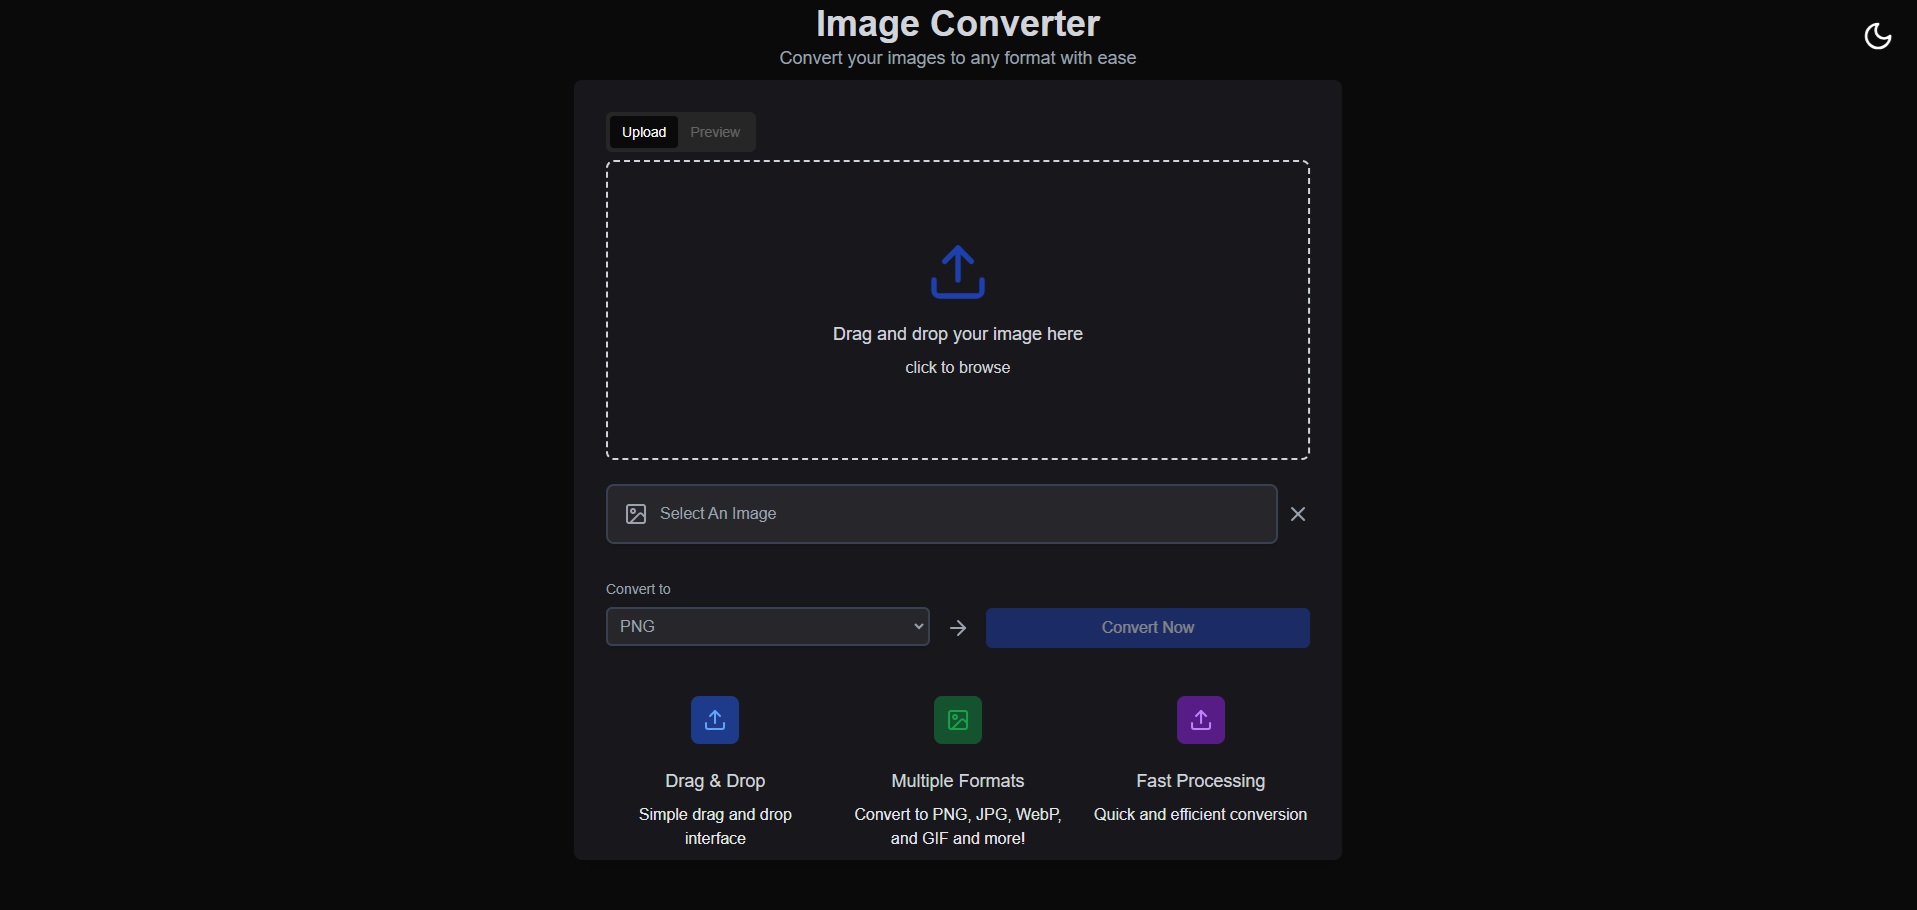 Image Converter
Convert your images to any format with ease
Upload
Preview
Drag and drop your image here
click to browse
Select An Image
Convert to
PNG
Convert Now
Drag & Drop
Simple drag and drop
interface
Multiple Formats
Convert to PNG, JPG, WebP,
and GIF and more!
Fast Processing
Quick and efficient conversion